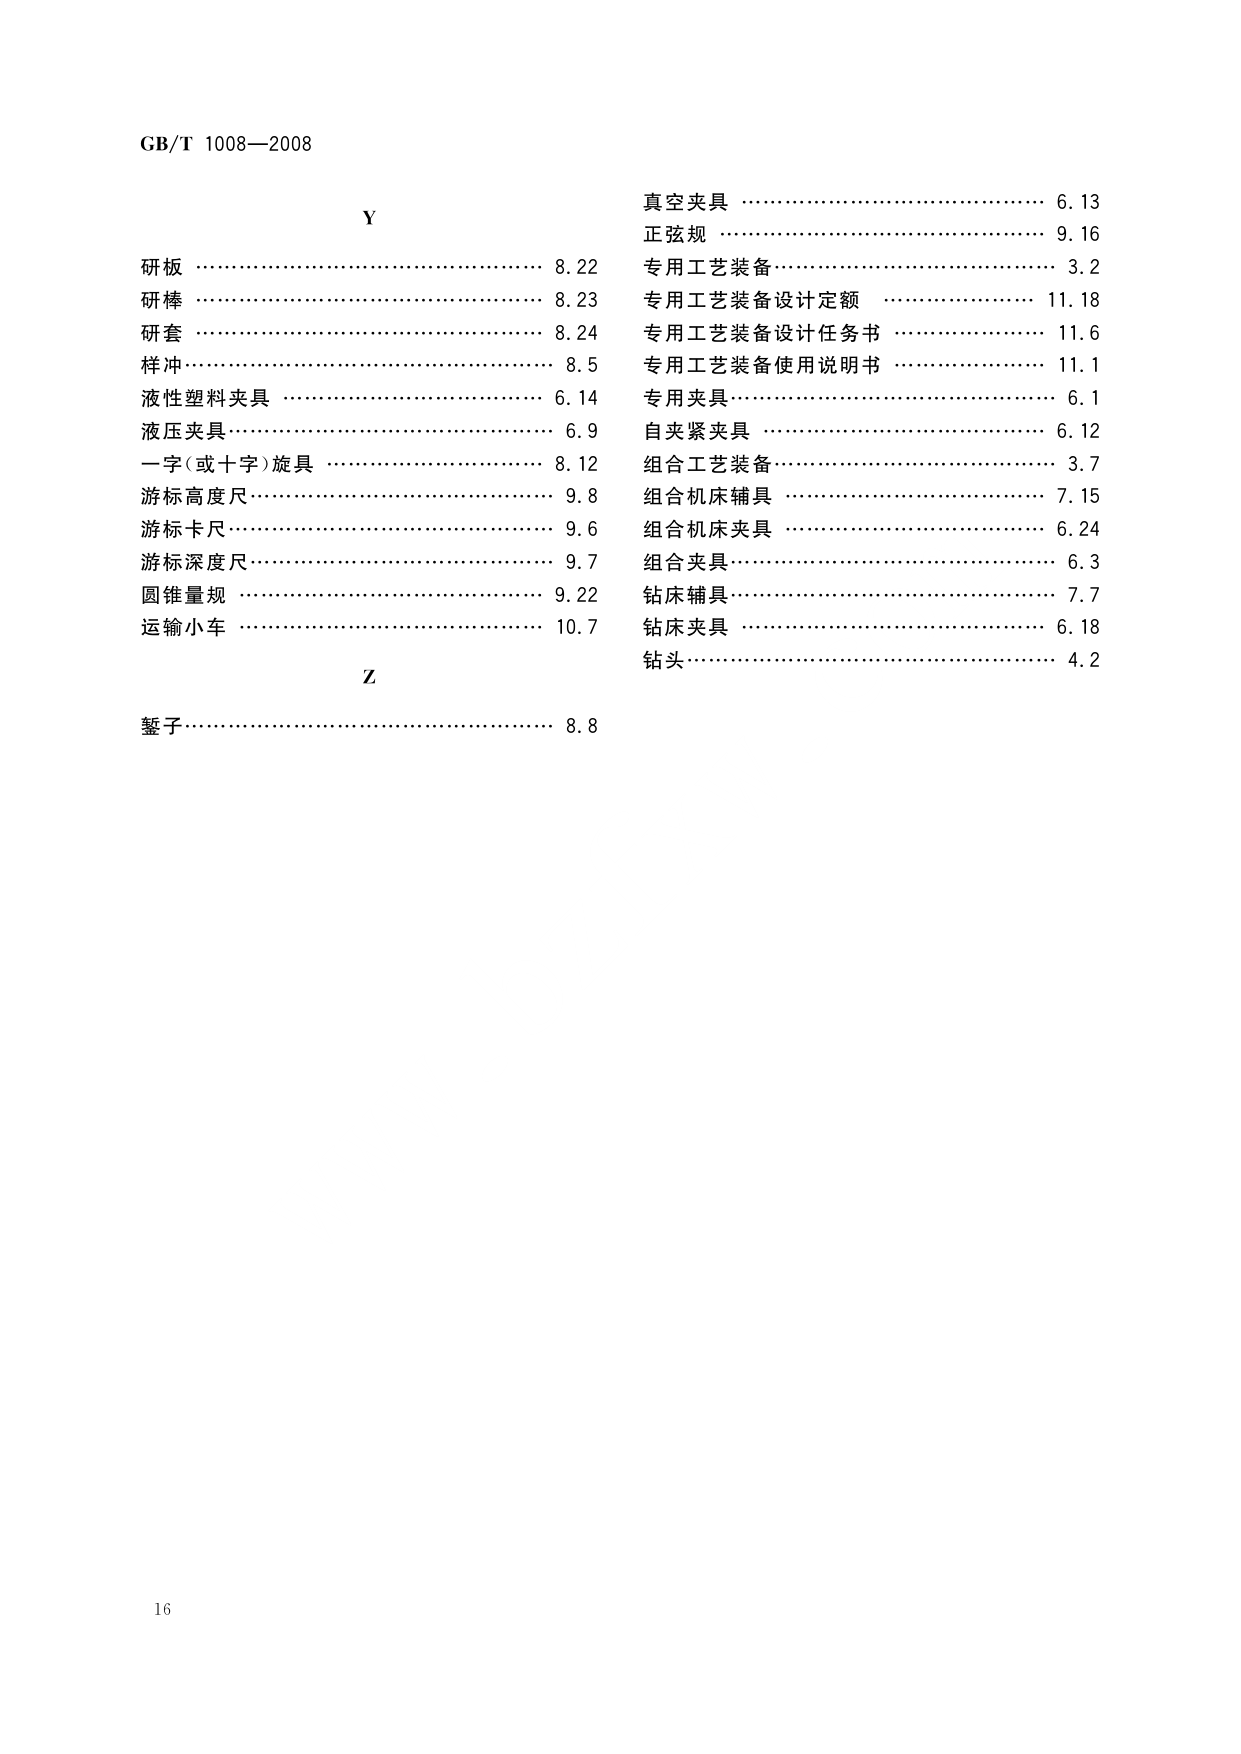 GB/T 1008—2008
Y
研板 ………………………………………… 8.22
研棒 ………………………………………… 8.23
研套 ………………………………………… 8.24
样冲…………………………………………… 8.5
液性塑料夹具 ……………………………… 6.14
液压夹具……………………………………… 6.9
一字(或十字)旋具 ………………………… 8.12
游标高度尺…………………………………… 9.8
游标卡尺……………………………………… 9.6
游标深度尺…………………………………… 9.7
圆锥量规 …………………………………… 9.22
运输小车 …………………………………… 10.7
Z
錾子…………………………………………… 8.8
真空夹具 …………………………………… 6.13
正弦规 ……………………………………… 9.16
专用工艺装备………………………………… 3.2
专用工艺装备设计定额 ………………… 11.18
专用工艺装备设计任务书 ………………… 11.6
专用工艺装备使用说明书 ………………… 11.1
专用夹具……………………………………… 6.1
自夹紧夹具 ………………………………… 6.12
组合工艺装备………………………………… 3.7
组合机床辅具 ……………………………… 7.15
组合机床夹具 ……………………………… 6.24
组合夹具……………………………………… 6.3
钻床辅具……………………………………… 7.7
钻床夹具 …………………………………… 6.18
钻头…………………………………………… 4.2
16